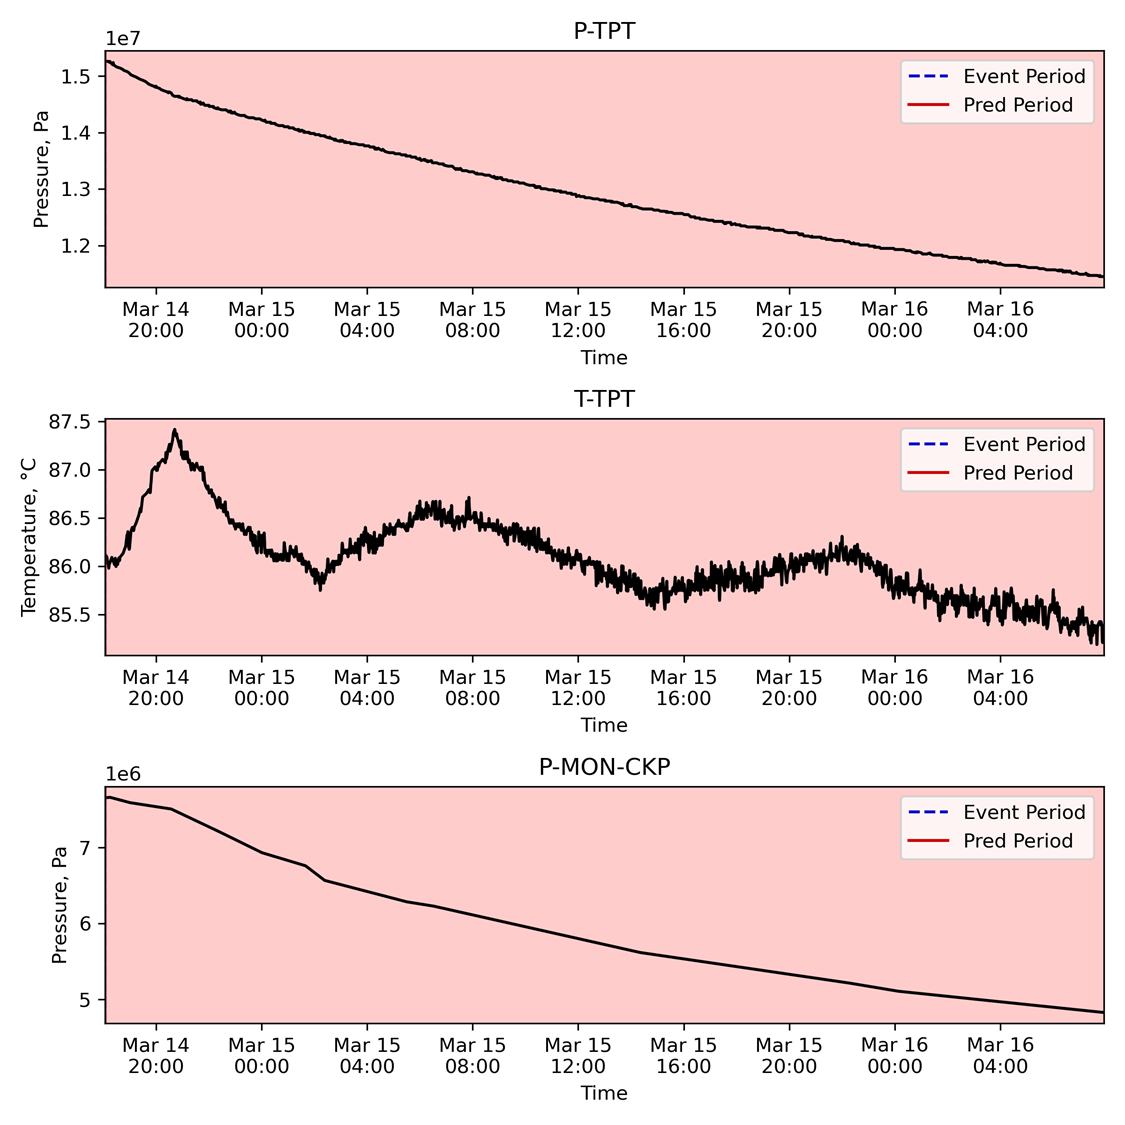 P-TPT
1e7
Event Period
Pred Period
1.5
1.4
1.3
1.2
Pressure, Pa
Mar 14 Mar 15 Mar 15 Mar 15 Mar 15 Mar 15 Mar 15 Mar 16 Mar 16
20:00 00:00 04:00 08:00 12:00 16:00 20:00 00:00 04:00
Time
T-TPT
Event Period
Pred Period
87.5
87.0
86.5
86.0
85.5
Temperature, °C
Mar 14 Mar 15 Mar 15 Mar 15 Mar 15 Mar 15 Mar 15 Mar 16 Mar 16
20:00 00:00 04:00 08:00 12:00 16:00 20:00 00:00 04:00
Time
P-MON-CKP
1e6
Event Period
Pred Period
7
6
5
Pressure, Pa
Mar 14 Mar 15 Mar 15 Mar 15 Mar 15 Mar 15 Mar 15 Mar 16 Mar 16
20:00 00:00 04:00 08:00 12:00 16:00 20:00 00:00 04:00
Time